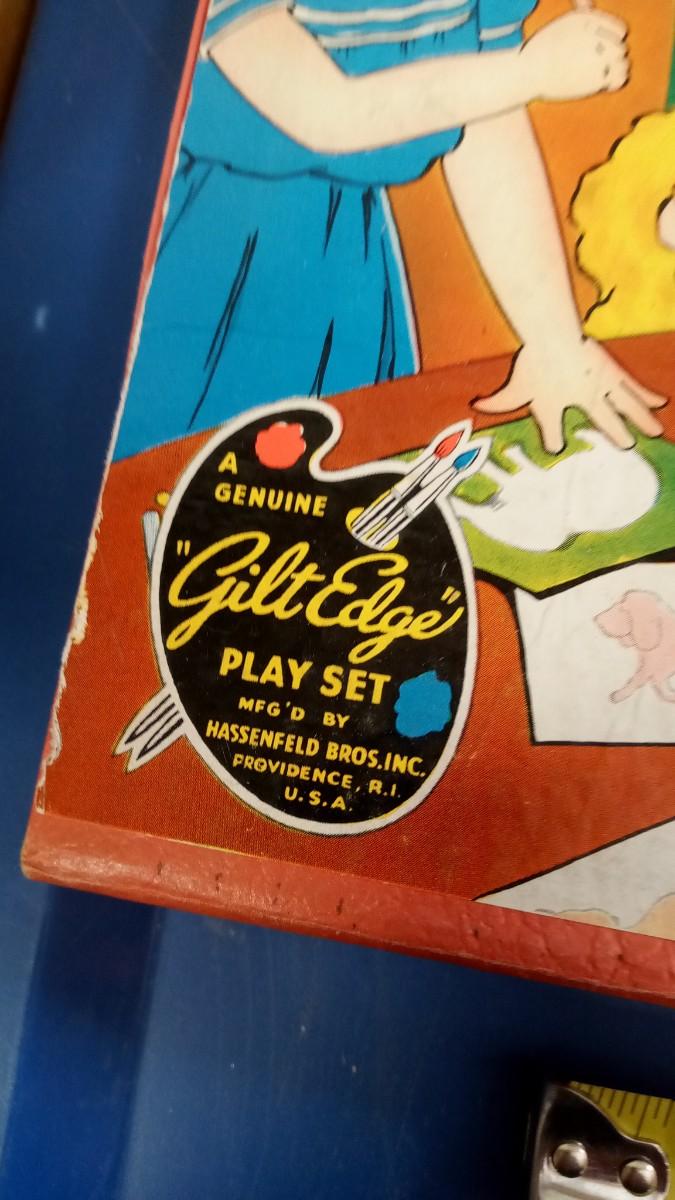 A
GENUINE
"Gilt Edge"
PLAY SET
MFG'D BY
HASSENFELD BROS. INC.
PROVIDENCE, R.I.
U.S.A.